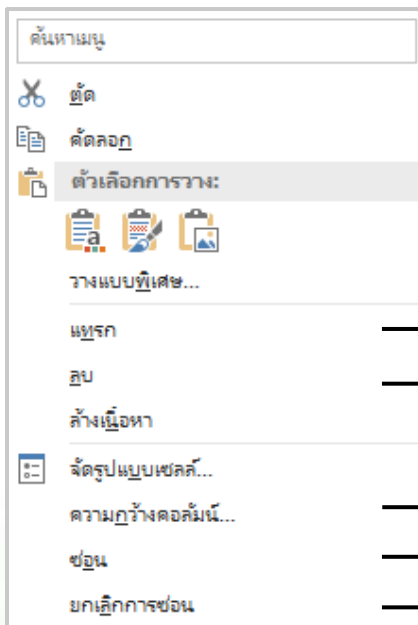 ค้นหาเมนู
ตัด
คัดลอก
ตัวเลือกการวาง:
วางแบบพิเศษ...
แทรก
ลบ
ล้างเนื้อหา
จัดรูปแบบเซลล์...
ความกว้างคอลัมน์...
ซ่อน
ยกเลิกการซ่อน